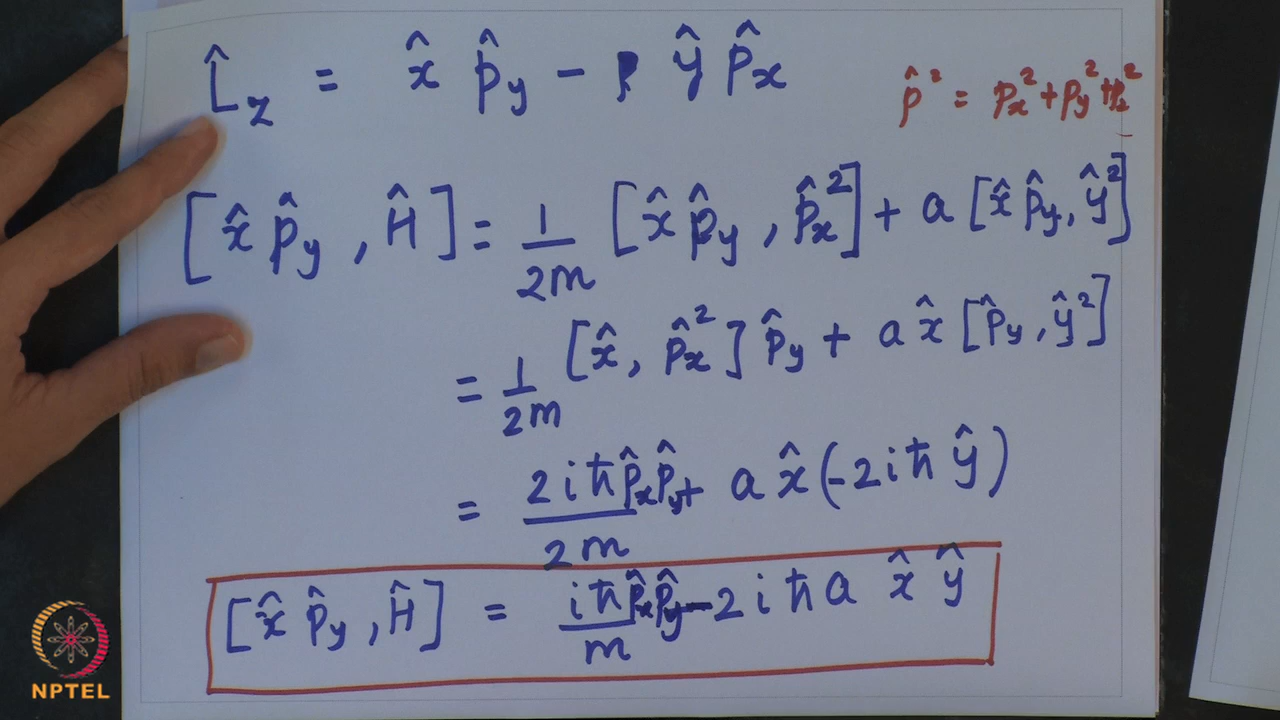 L̂z = x̂ p̂y - ŷ p̂x
p̂² = px² + py² + pz²
[x̂ p̂y , Ĥ] = 1/2m [x̂ p̂y , p̂x²] + a [x̂ p̂y, ŷ²]
= 1/2m [x̂, p̂x²] p̂y + a x̂ [p̂y, ŷ²]
= 2iħ p̂x p̂y/2m + a x̂ (-2iħ ŷ)
[x̂ p̂y , Ĥ] = iħ p̂x p̂y/m - 2iħ a x̂ ŷ
NPTEL